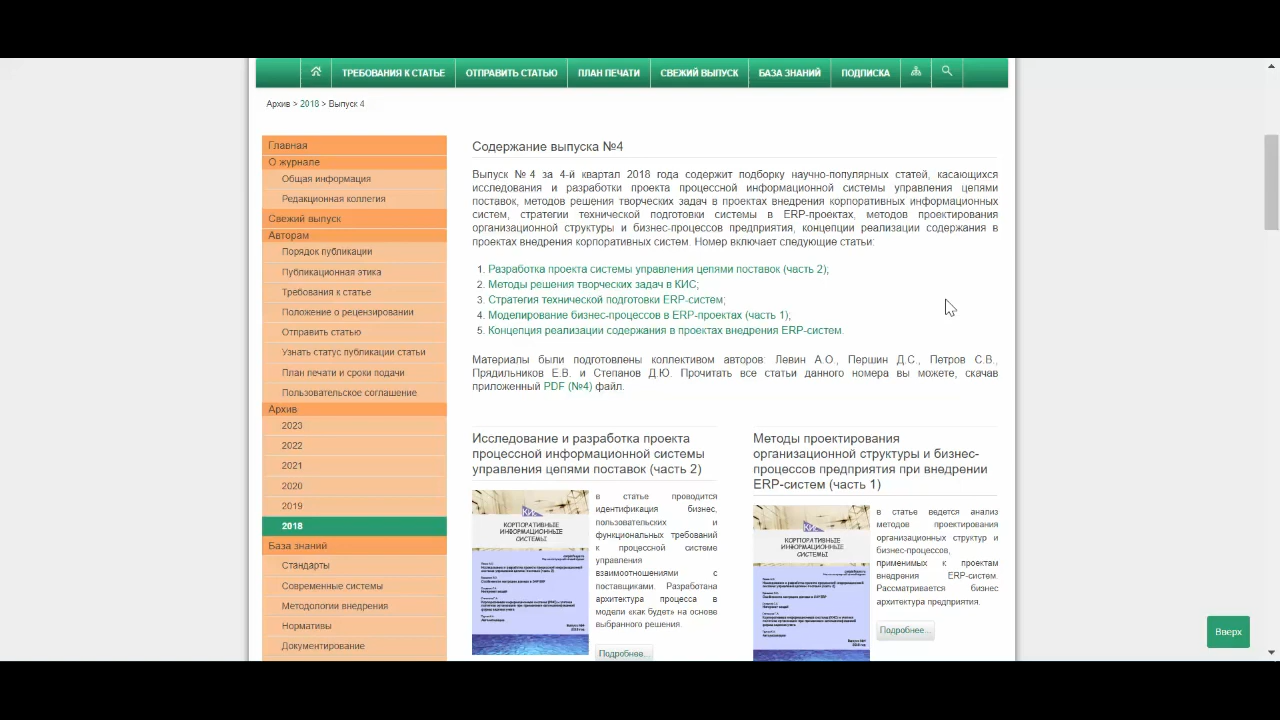 ТРЕБОВАНИЯ К СТАТЬЕ ОТПРАВИТЬ СТАТЬЮ ПЛАН ПЕЧАТИ СВЕЖИЙ ВЫПУСК БАЗА ЗНАНИЙ ПОДПИСКА
Архив > 2018 > Выпуск 4
Главная
О журнале
Общая информация
Редакционная коллегия
Свежий выпуск
Авторам
Порядок публикации
Публикационная этика
Требования к статье
Положение о рецензировании
Отправить статью
Узнать статус публикации статьи
План печати и сроки подачи
Пользовательское соглашение
Архив
2023
2022
2021
2020
2019
2018
База знаний
Стандарты
Современные системы
Методологии внедрения
Нормативы
Документирование
Содержание выпуска №4
Выпуск №4 за 4-й квартал 2018 года содержит подборку научно-популярных статей, касающихся
исследования и разработки проекта процессной информационной системы управления цепями
поставок, методов решения творческих задач в проектах внедрения корпоративных информационных
систем, стратегии технической подготовки системы в ERP-проектах, методов проектирования
организационной структуры и бизнес-процессов предприятия, концепции реализации содержания в
проектах внедрения корпоративных систем. Номер включает следующие статьи:
1. Разработка проекта системы управления цепями поставок (часть 2);
2. Методы решения творческих задач в КИС;
3. Стратегия технической подготовки ERP-систем;
4. Моделирование бизнес-процессов в ERP-проектах (часть 1);
5. Концепция реализации содержания в проектах внедрения ERP-систем.
Материалы были подготовлены коллективом авторов: Левин А.О., Першин Д.С., Петров С.В.,
Прядильников Е.В. и Степанов Д.Ю. Прочитать все статьи данного номера вы можете, скачав
приложенный PDF (№4) файл.
Исследование и разработка проекта
процессной информационной системы
управления цепями поставок (часть 2)
КИС
КОРПОРАТИВНЫЕ
ИНФОРМАЦИОННЫЕ
СИСТЕМЫ
в статье проводится
идентификация бизнес,
пользовательских и
функциональных требований
к процессной системе
управления
взаимоотношениями с
поставщиками. Разработана
архитектура процесса в
модели «как будет» на основе
выбранного решения.
Подробнее...
Методы проектирования
организационной структуры и бизнес-
процессов предприятия при внедрении
ERP-систем (часть 1)
КИС
КОРПОРАТИВНЫЕ
ИНФОРМАЦИОННЫЕ
СИСТЕМЫ
в статье ведется анализ
методов проектирования
организационных структур и
бизнес-процессов,
применимых к проектам
внедрения ERP-систем.
Рассматривается бизнес
архитектура предприятия.
Подробнее...
Вверх